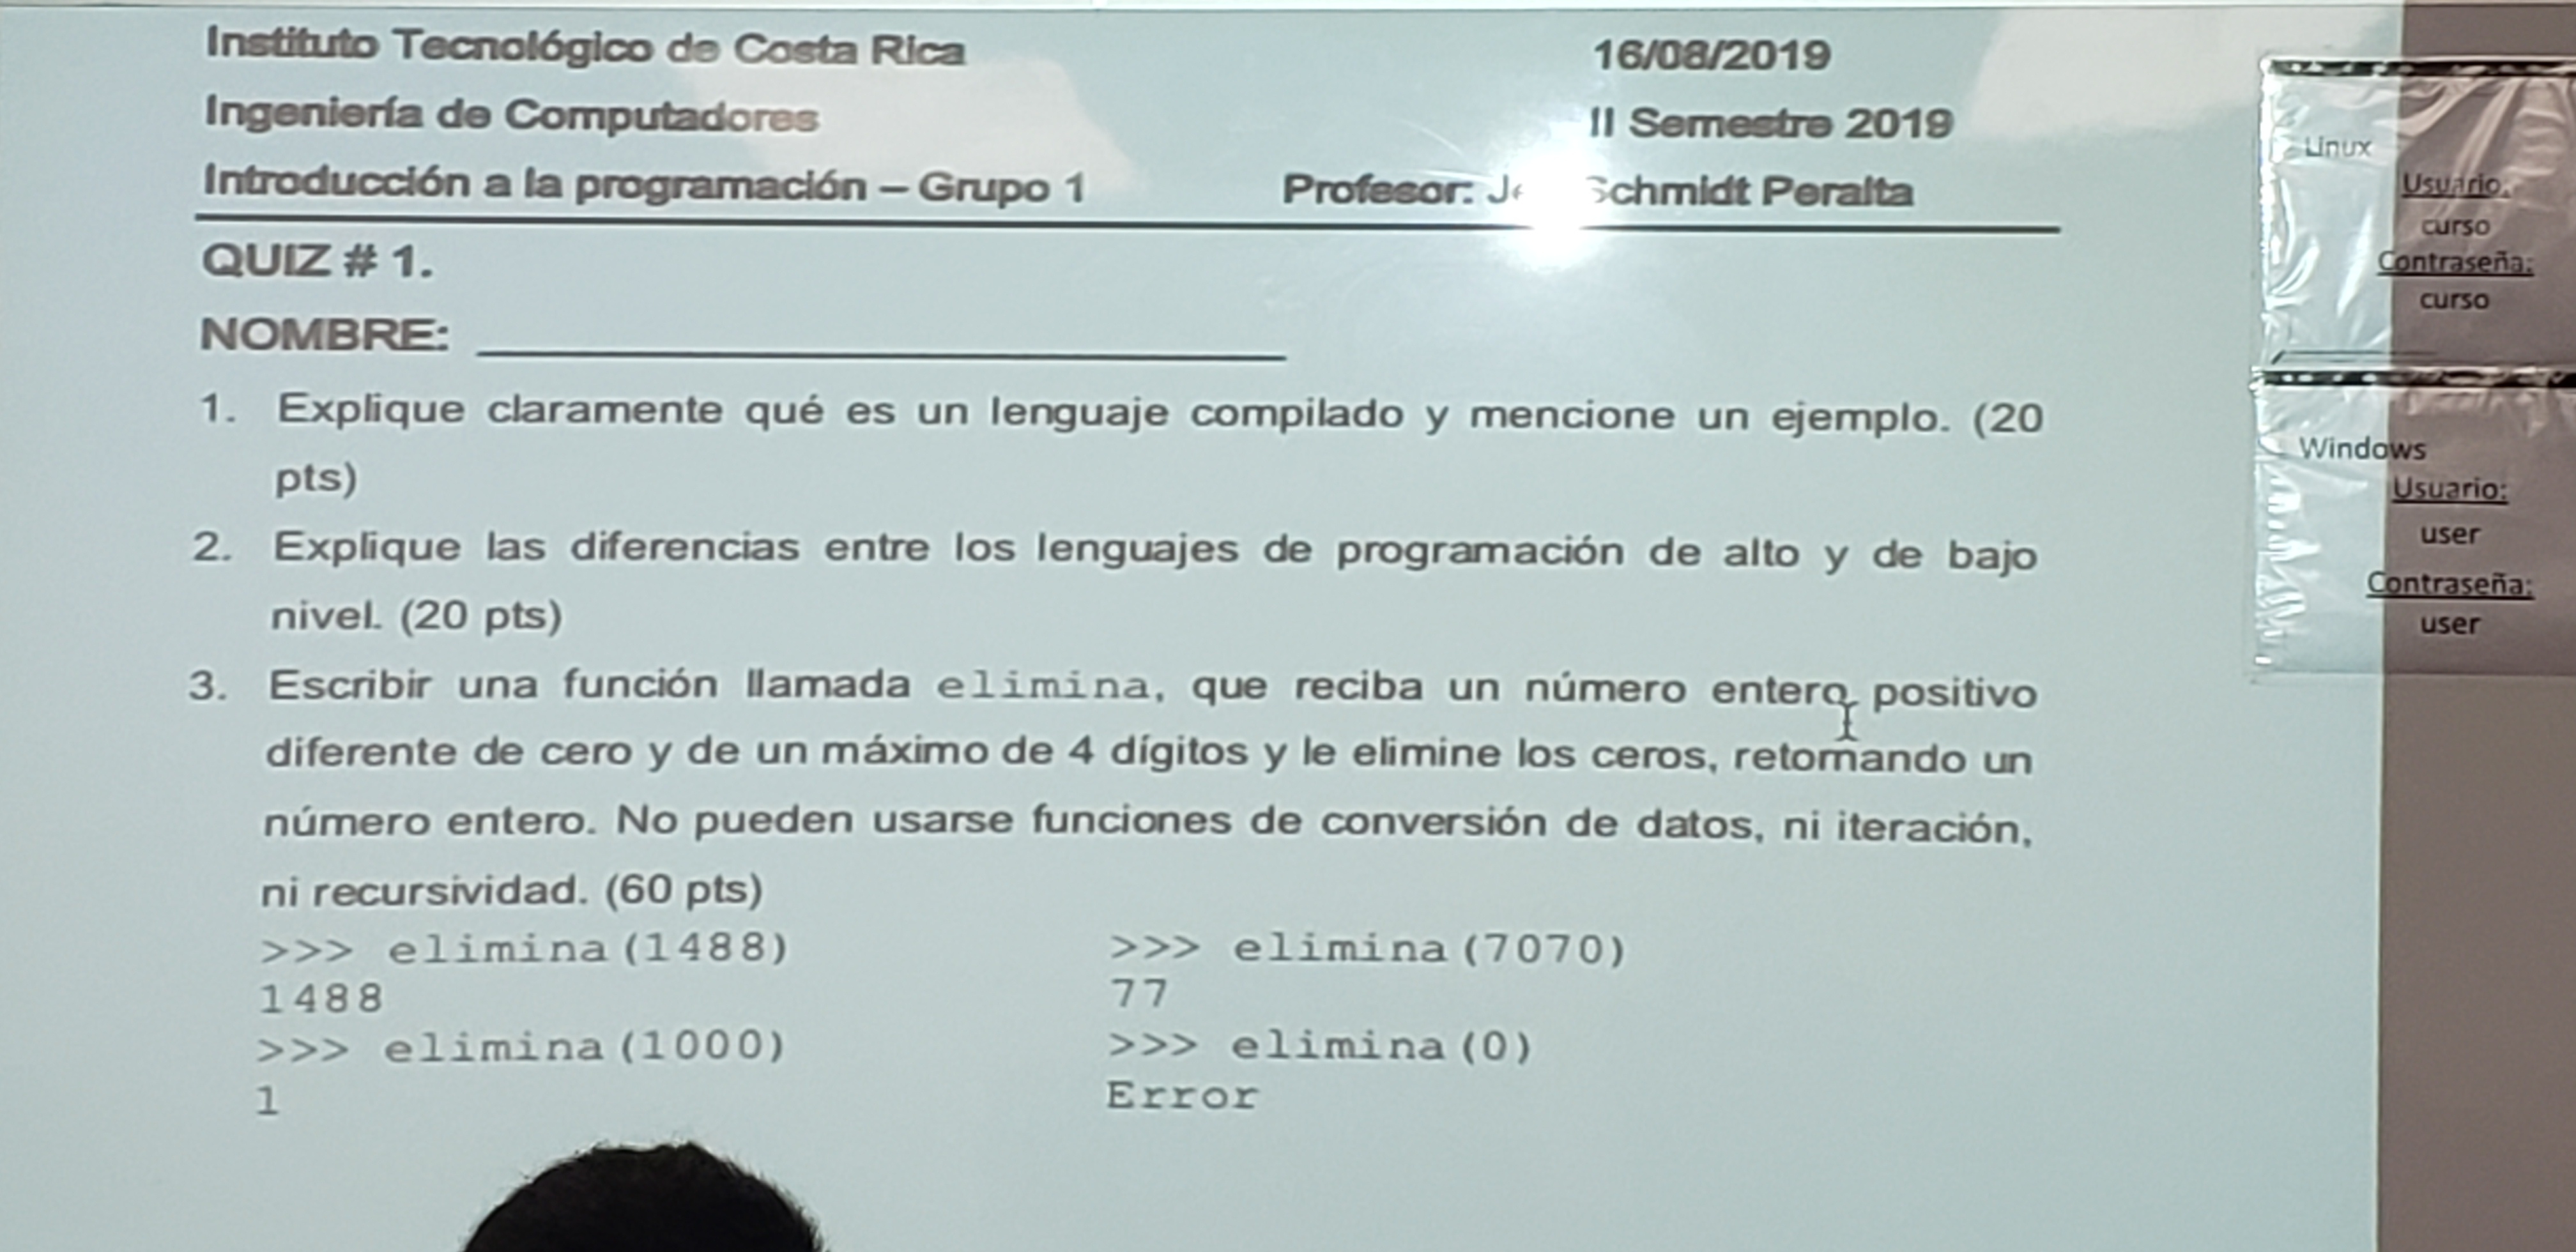 Instituto Tecnológico de Costa Rica 16/08/2019
Ingeniería de Computadores II Semestre 2019
Introducción a la programación – Grupo 1 Profesor: Schmidt Peralta
QUIZ # 1.
NOMBRE:
1. Explique claramente qué es un lenguaje compilado y mencione un ejemplo. (20
pts)
2. Explique las diferencias entre los lenguajes de programación de alto y de bajo
nivel. (20 pts)
3. Escribir una función llamada elimina, que reciba un número entero positivo
diferente de cero y de un máximo de 4 dígitos y le elimine los ceros, retornando un
número entero. No pueden usarse funciones de conversión de datos, ni iteración,
ni recursividad. (60 pts)
>>> elimina(1488) >>> elimina(7070)
1488 77
>>> elimina(1000) >>> elimina(0)
1 Error
Linux
Usuario:
curso
Contraseña:
curso
Windows
Usuario:
user
Contraseña:
user